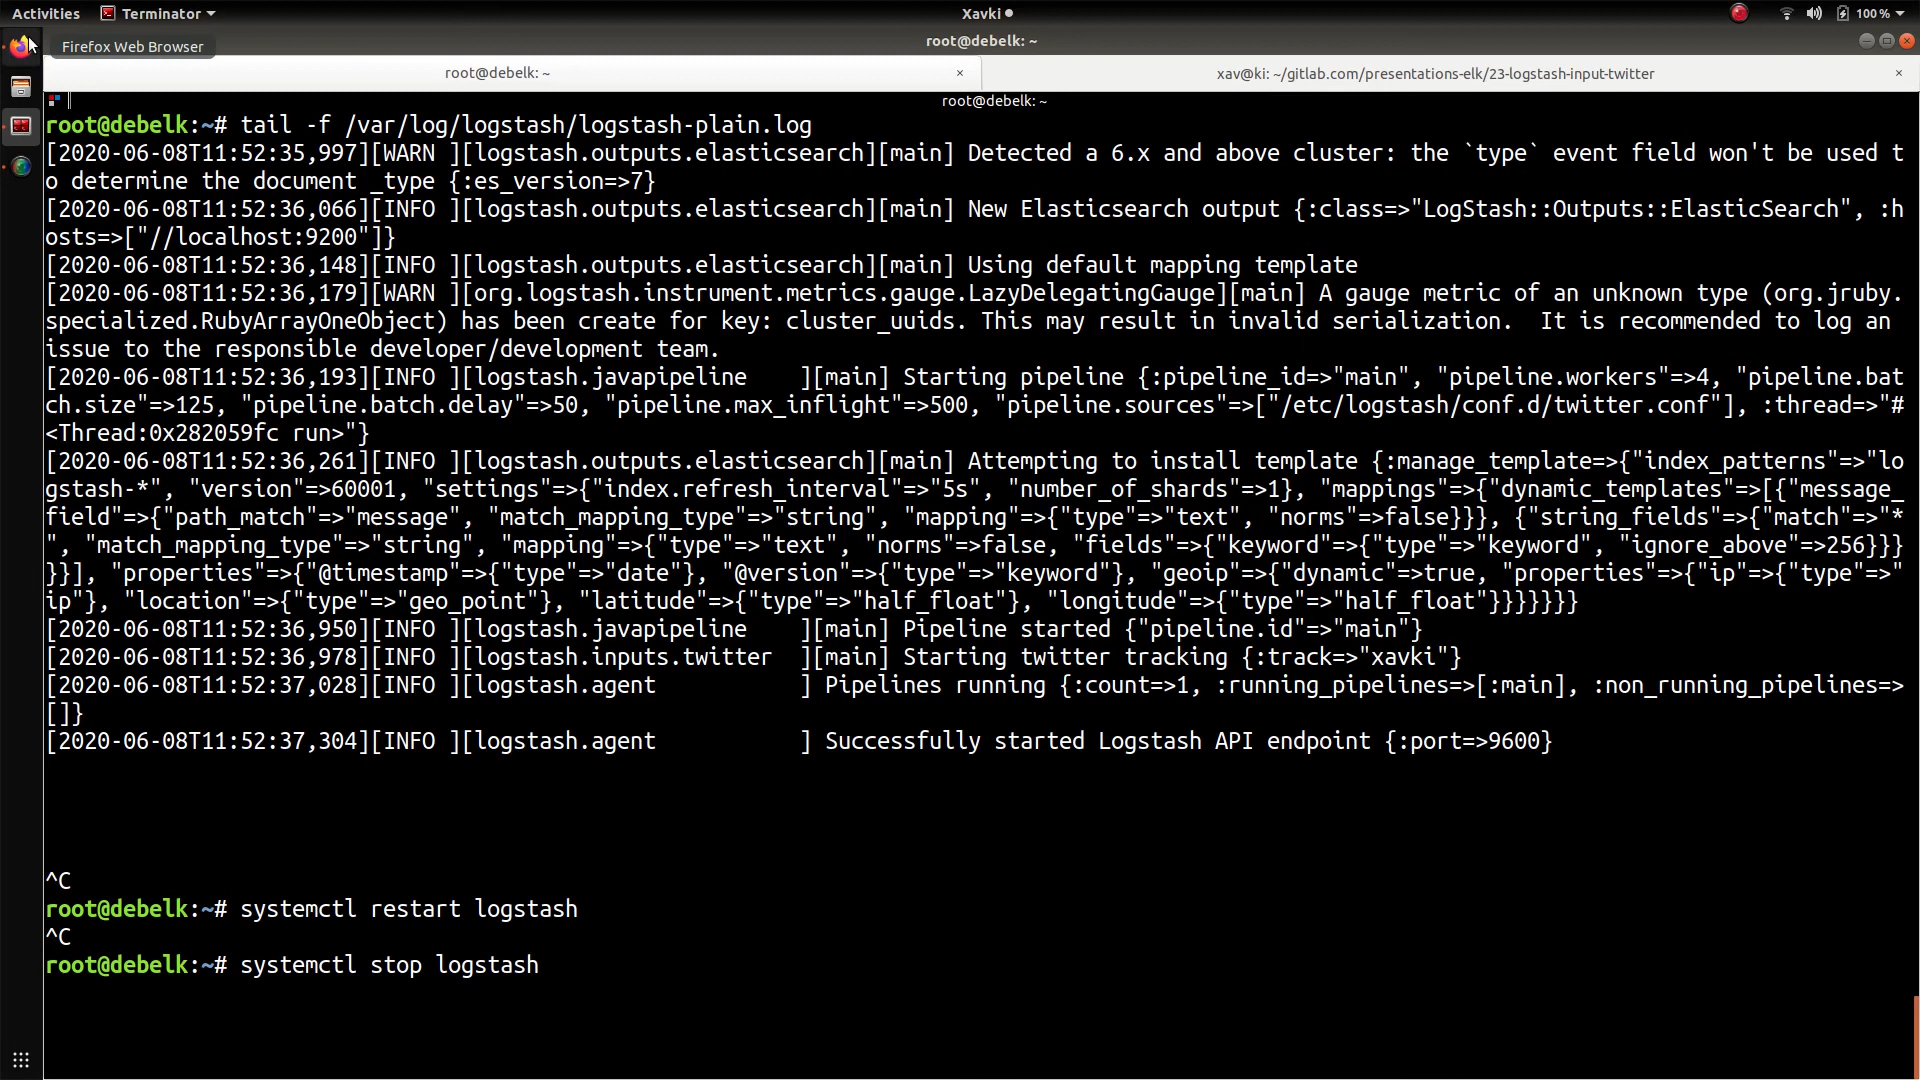 Activities Terminator Xavki 100 %
Firefox Web Browser root@debelk: ~
root@debelk: ~ × xav@ki: ~/gitlab.com/presentations-elk/23-logstash-input-twitter ×
root@debelk: ~
root@debelk:~# tail -f /var/log/logstash/logstash-plain.log
[2020-06-08T11:52:35,997][WARN ][logstash.outputs.elasticsearch][main] Detected a 6.x and above cluster: the `type` event field won't be used t
o determine the document _type {:es_version=>7}
[2020-06-08T11:52:36,066][INFO ][logstash.outputs.elasticsearch][main] New Elasticsearch output {:class=>"LogStash::Outputs::ElasticSearch", :h
osts=>["//localhost:9200"]}
[2020-06-08T11:52:36,148][INFO ][logstash.outputs.elasticsearch][main] Using default mapping template
[2020-06-08T11:52:36,179][WARN ][org.logstash.instrument.metrics.gauge.LazyDelegatingGauge][main] A gauge metric of an unknown type (org.jruby.
specialized.RubyArrayOneObject) has been create for key: cluster_uuids. This may result in invalid serialization.  It is recommended to log an
issue to the responsible developer/development team.
[2020-06-08T11:52:36,193][INFO ][logstash.javapipeline    ][main] Starting pipeline {:pipeline_id=>"main", "pipeline.workers"=>4, "pipeline.bat
ch.size"=>125, "pipeline.batch.delay"=>50, "pipeline.max_inflight"=>500, "pipeline.sources"=>["/etc/logstash/conf.d/twitter.conf"], :thread=>"#
<Thread:0x282059fc run>"}
[2020-06-08T11:52:36,261][INFO ][logstash.outputs.elasticsearch][main] Attempting to install template {:manage_template=>{"index_patterns"=>"lo
gstash-*", "version"=>60001, "settings"=>{"index.refresh_interval"=>"5s", "number_of_shards"=>1}, "mappings"=>{"dynamic_templates"=>[{"message_
field"=>{"path_match"=>"message", "match_mapping_type"=>"string", "mapping"=>{"type"=>"text", "norms"=>false}}}, {"string_fields"=>{"match"=>"*
", "match_mapping_type"=>"string", "mapping"=>{"type"=>"text", "norms"=>false, "fields"=>{"keyword"=>{"type"=>"keyword", "ignore_above"=>256}}}
}}], "properties"=>{"@timestamp"=>{"type"=>"date"}, "@version"=>{"type"=>"keyword"}, "geoip"=>{"dynamic"=>true, "properties"=>{"ip"=>{"type"=>"
ip"}, "location"=>{"type"=>"geo_point"}, "latitude"=>{"type"=>"half_float"}, "longitude"=>{"type"=>"half_float"}}}}}}}
[2020-06-08T11:52:36,950][INFO ][logstash.javapipeline    ][main] Pipeline started {"pipeline.id"=>"main"}
[2020-06-08T11:52:36,978][INFO ][logstash.inputs.twitter  ][main] Starting twitter tracking {:track=>"xavki"}
[2020-06-08T11:52:37,028][INFO ][logstash.agent           ] Pipelines running {:count=>1, :running_pipelines=>[:main], :non_running_pipelines=>
[]}
[2020-06-08T11:52:37,304][INFO ][logstash.agent           ] Successfully started Logstash API endpoint {:port=>9600}
^C
root@debelk:~# systemctl restart logstash
^C
root@debelk:~# systemctl stop logstash